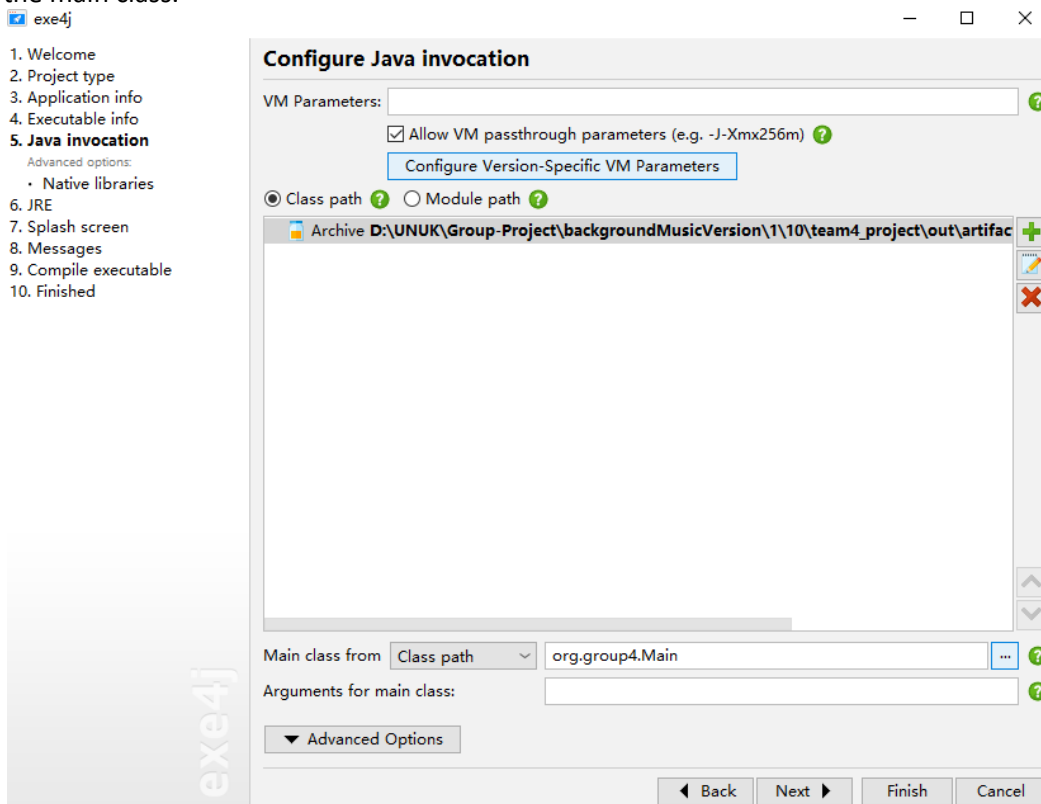 the main class.
exe4j
1. Welcome
2. Project type
3. Application info
4. Executable info
5. Java invocation
Advanced options:
• Native libraries
6. JRE
7. Splash screen
8. Messages
9. Compile executable
10. Finished
exe4j
Configure Java invocation
VM Parameters:
Allow VM passthrough parameters (e.g. -J-Xmx256m)
Configure Version-Specific VM Parameters
Class path Module path
Archive D:\UNUK\Group-Project\backgroundMusicVersion\1\10\team4_project\out\artifac
Main class from Class path org.group4.Main ...
Arguments for main class:
Advanced Options
Back Next Finish Cancel